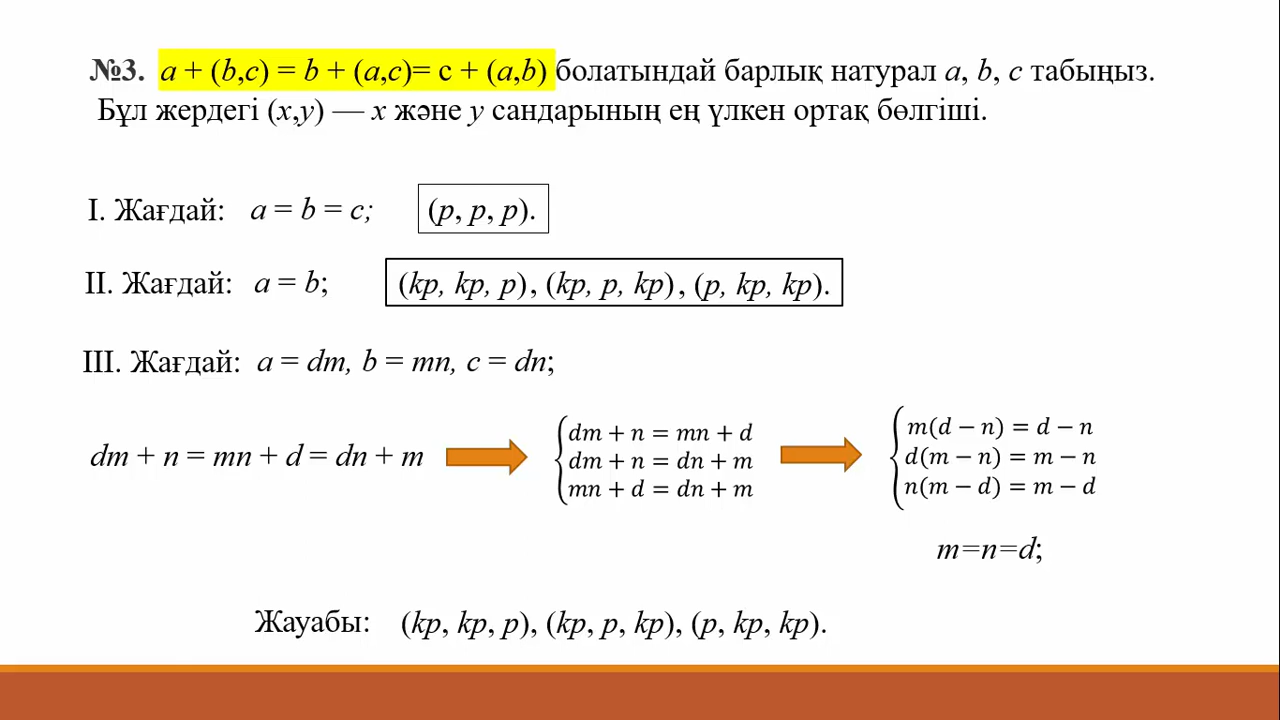 №3. a + (b,c) = b + (a,c)= c + (a,b) болатындай барлық натурал a, b, c табыңыз.
Бұл жердегі (x,y) — x және y сандарының ең үлкен ортақ бөлгіші.
I. Жағдай: a = b = c; (p, p, p).
II. Жағдай: a = b; (kp, kp, p), (kp, p, kp), (p, kp, kp).
III. Жағдай: a = dm, b = mn, c = dn;
dm + n = mn + d = dn + m
dm + n = mn + d
dm + n = dn + m
mn + d = dn + m
m(d − n) = d − n
d(m − n) = m − n
n(m − d) = m − d
m=n=d;
Жауабы: (kp, kp, p), (kp, p, kp), (p, kp, kp).